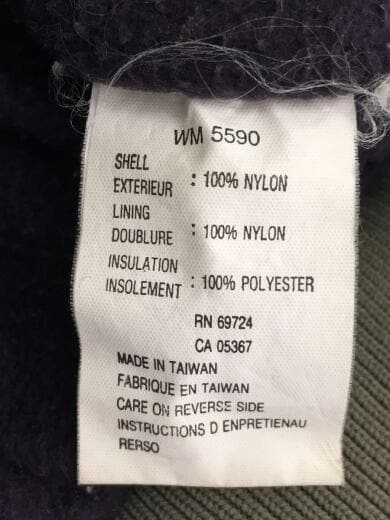 WM 5590
SHELL
EXTERIEUR : 100% NYLON
LINING
DOUBLURE : 100% NYLON
INSULATION
INSOLEMENT : 100% POLYESTER
RN 69724
CA 05367
MADE IN TAIWAN
FABRIQUE EN TAIWAN
CARE ON REVERSE SIDE
INSTRUCTIONS D ENPRETIENAU
RERSO